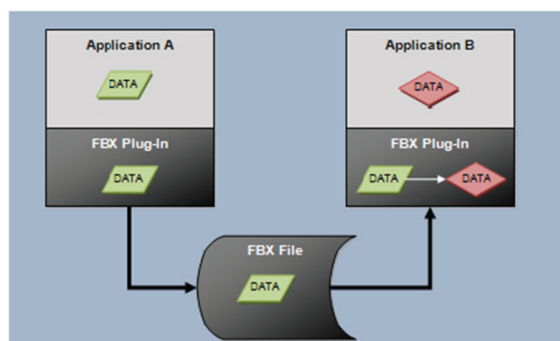 Application A
DATA
FBX Plug-In
DATA
Application B
DATA
FBX Plug-In
DATA DATA
FBX File
DATA